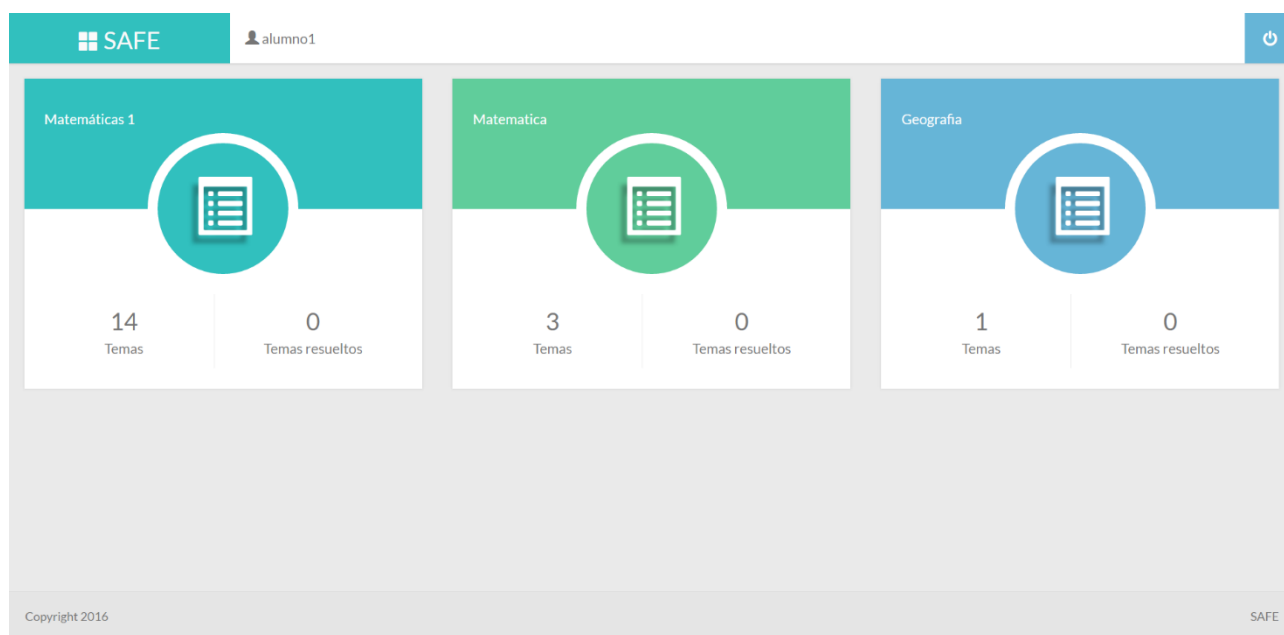 SAFE
alumno1
Matemáticas 1
Matematica
Geografia
14
Temas
0
Temas resueltos
3
Temas
0
Temas resueltos
1
Temas
0
Temas resueltos
Copyright 2016
SAFE